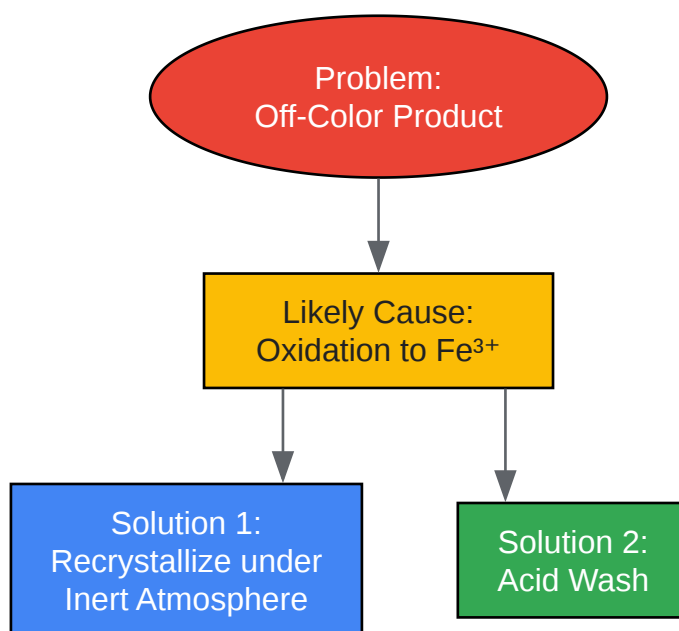 Problem:
Off-Color Product
Likely Cause:
Oxidation to Fe³⁺
Solution 1:
Recrystallize under
Inert Atmosphere
Solution 2:
Acid Wash